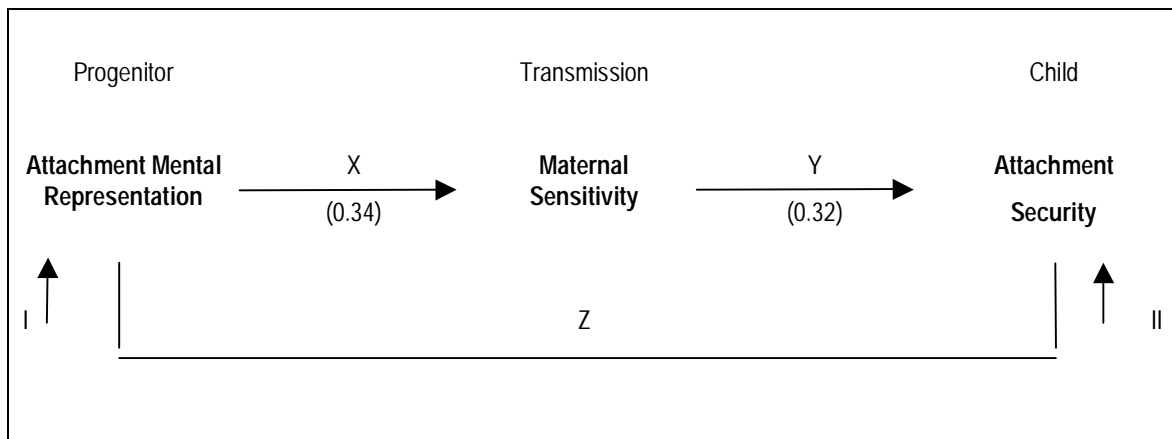 Progenitor
Transmission
Child
Attachment Mental
Representation
X
(0.34)
Maternal
Sensitivity
Y
(0.32)
Attachment
Security
I
Z
II